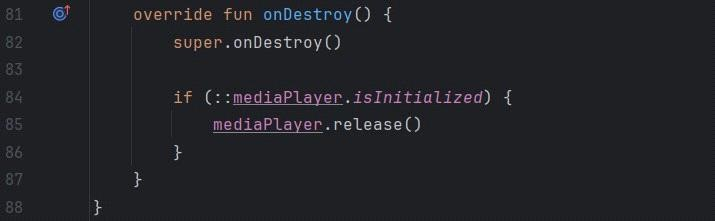 81 override fun onDestroy() {
82 super.onDestroy()
83
84 if (::mediaPlayer.isInitialized) {
85 mediaPlayer.release()
86 }
87 }
88 }